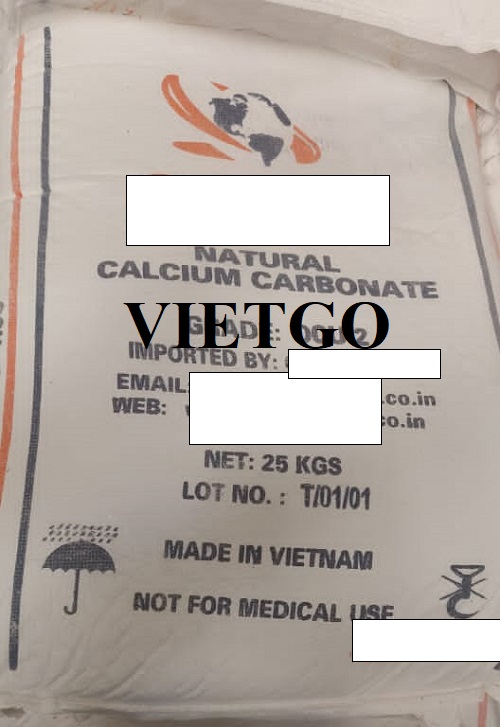 NATURAL
CALCIUM CARBONATE
VIETGO
GRADE:
IMPORTED BY:
EMAIL: .co.in
WEB: co.in
NET: 25 KGS
LOT NO. : T/01/01
MADE IN VIETNAM
NOT FOR MEDICAL USE